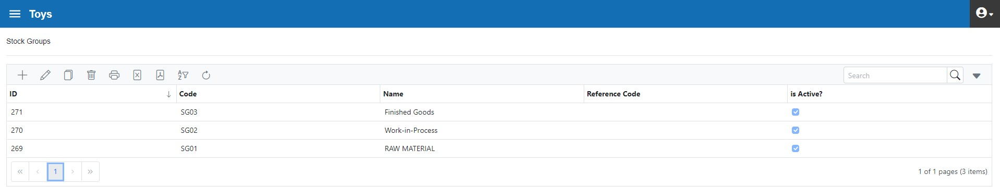 Toys
Stock Groups
Search
ID Code Name Reference Code is Active?
271 SG03 Finished Goods
270 SG02 Work-in-Process
269 SG01 RAW MATERIAL
« ‹ 1 › » 1 of 1 pages (3 items)